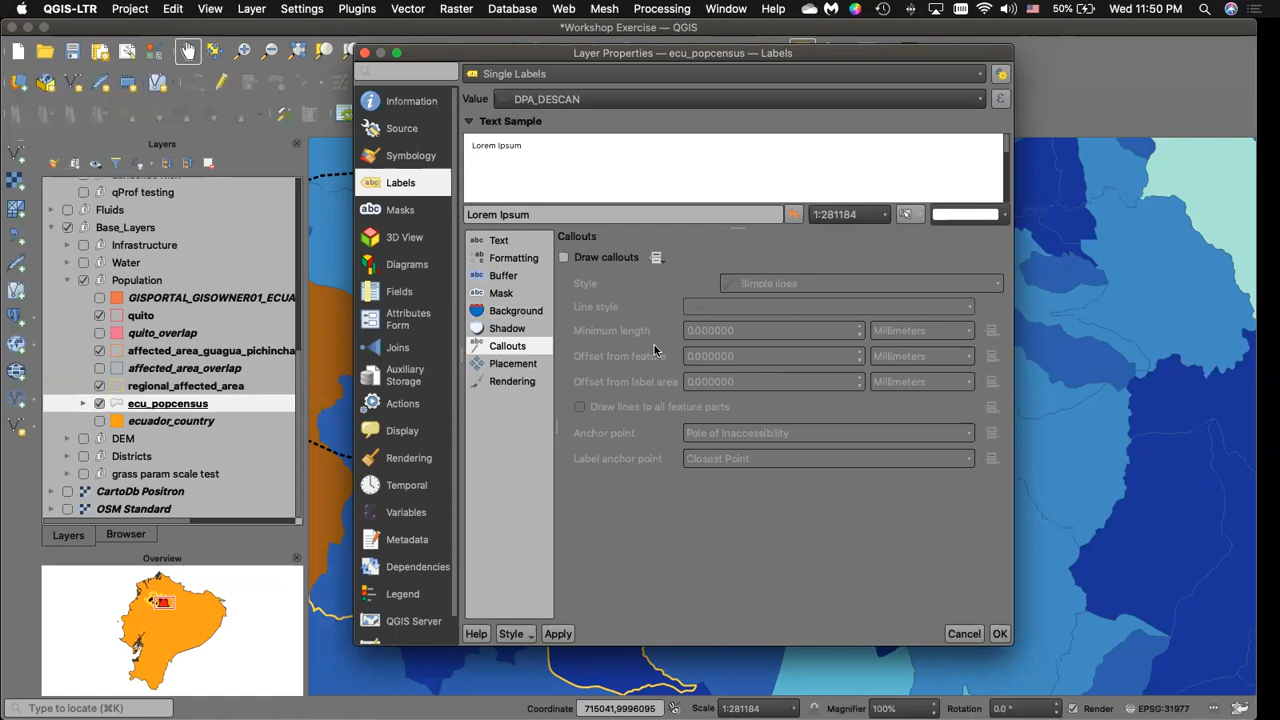 QGIS-LTR Project Edit View Layer Settings Plugins Vector Raster Database Web Mesh Processing Window 50% Wed 11:50 PM
*Workshop Exercise — QGIS
Layer Properties — ecu_popcensus — Labels
Single Labels
Value DPA_DESCAN
Text Sample
Lorem Ipsum
Lorem Ipsum 1:281184
Information
Source
Symbology
Labels
Masks
3D View
Diagrams
Fields
Attributes
Form
Joins
Auxiliary
Storage
Actions
Display
Rendering
Temporal
Variables
Metadata
Dependencies
Legend
QGIS Server
Text
Formatting
Buffer
Mask
Background
Shadow
Callouts
Placement
Rendering
Callouts
Draw callouts
Style Simple lines
Line style
Minimum length 0.000000 Millimeters
Offset from feature 0.000000 Millimeters
Offset from label area 0.000000 Millimeters
Draw lines to all feature parts
Anchor point Pole of Inaccessibility
Label anchor point Closest Point
Help Style Apply Cancel OK
Layers
qProf testing
Fluids
Base_Layers
Infrastructure
Water
Population
GISPORTAL_GISOWNER01_ECUA
quito
quito_overlap
affected_area_guagua_pichincha
affected_area_overlap
regional_affected_area
ecu_popcensus
ecuador_country
DEM
Districts
grass param scale test
CartoDb Positron
OSM Standard
Layers Browser
Overview
Type to locate (⌘K) Coordinate 715041,9996095 Scale 1:281184 Magnifier 100% Rotation 0.0 ° Render EPSG:31977